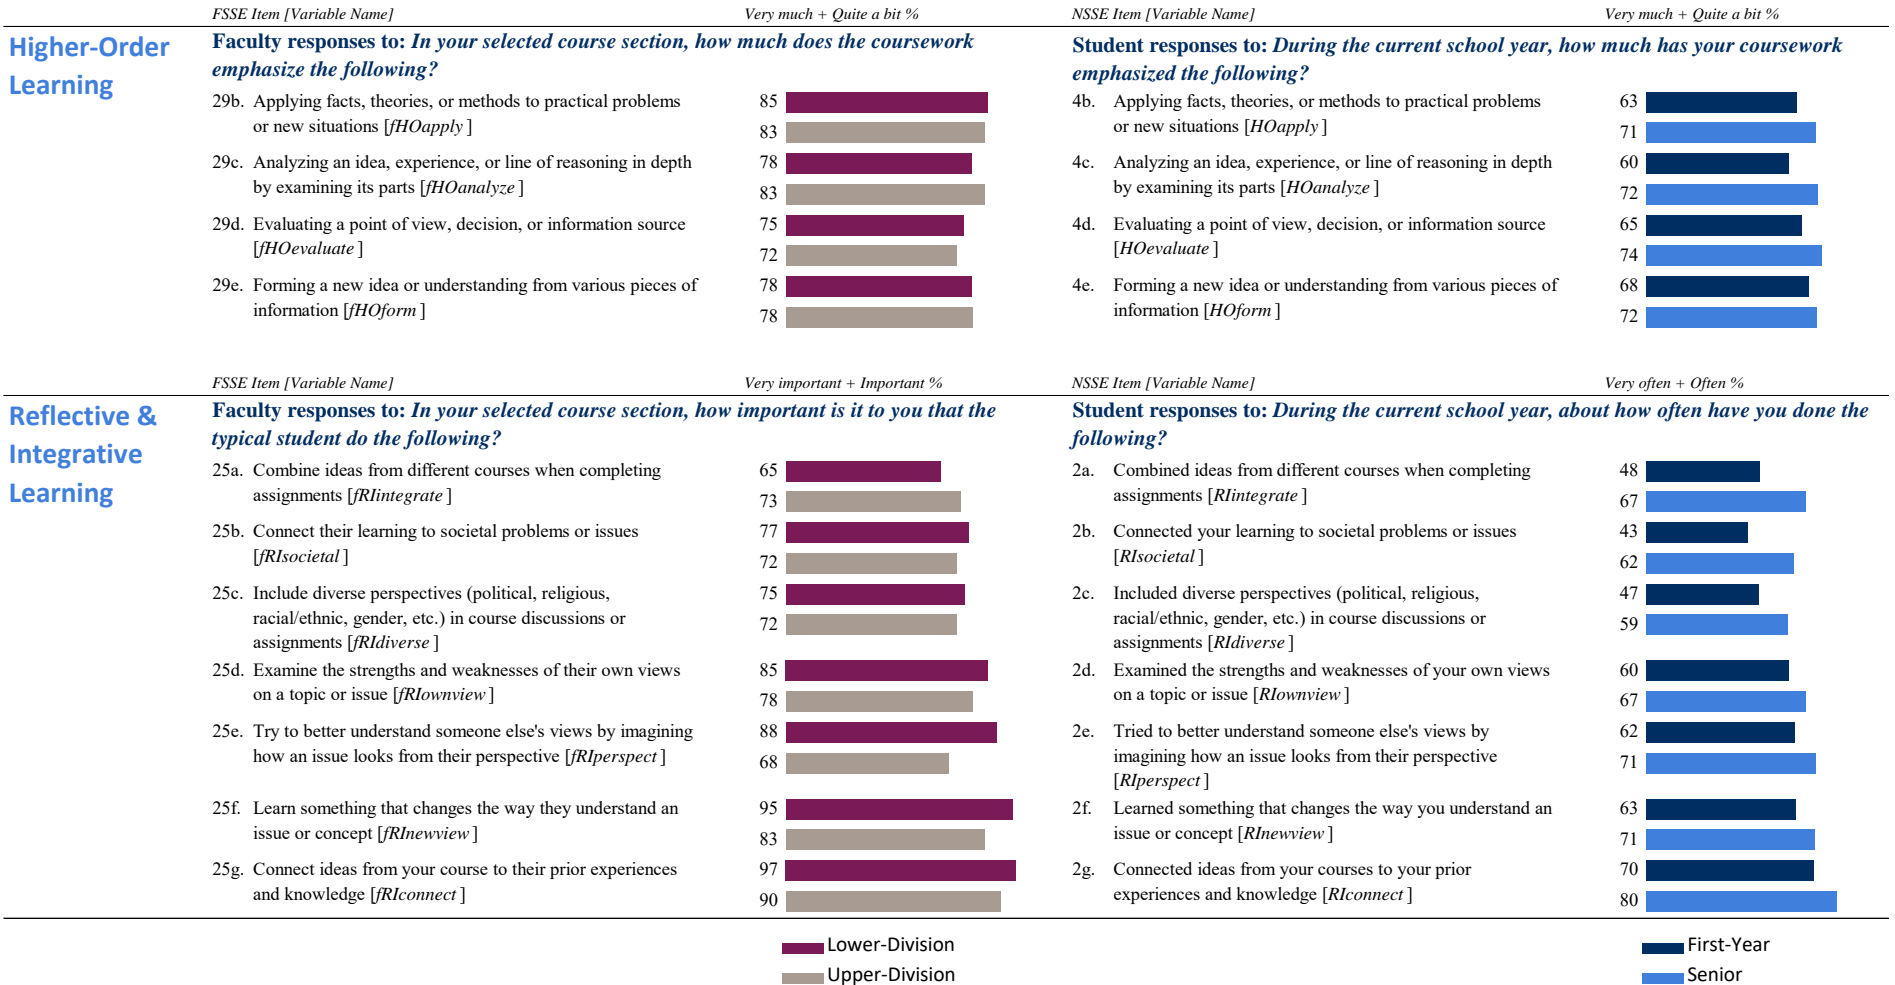 FSSE Item [Variable Name]
Very much + Quite a bit %
NSSE Item [Variable Name]
Very much + Quite a bit %
Higher-Order
Learning
Faculty responses to: In your selected course section, how much does the coursework
emphasize the following?
29b. Applying facts, theories, or methods to practical problems
or new situations [fHOapply ]
85
83
29c. Analyzing an idea, experience, or line of reasoning in depth
by examining its parts [fHOanalyze ]
78
83
29d. Evaluating a point of view, decision, or information source
[fHOevaluate ]
75
72
29e. Forming a new idea or understanding from various pieces of
information [fHOform ]
78
78
Student responses to: During the current school year, how much has your coursework
emphasized the following?
4b. Applying facts, theories, or methods to practical problems
or new situations [HOapply ]
63
71
4c. Analyzing an idea, experience, or line of reasoning in depth
by examining its parts [HOanalyze ]
60
72
4d. Evaluating a point of view, decision, or information source
[HOevaluate ]
65
74
4e. Forming a new idea or understanding from various pieces of
information [HOform ]
68
72
FSSE Item [Variable Name]
Very important + Important %
NSSE Item [Variable Name]
Very often + Often %
Reflective &
Integrative
Learning
Faculty responses to: In your selected course section, how important is it to you that the
typical student do the following?
25a. Combine ideas from different courses when completing
assignments [fRIintegrate ]
65
73
25b. Connect their learning to societal problems or issues
[fRIsocietal ]
77
72
25c. Include diverse perspectives (political, religious,
racial/ethnic, gender, etc.) in course discussions or
assignments [fRIdiverse ]
75
72
25d. Examine the strengths and weaknesses of their own views
on a topic or issue [fRIownview ]
85
78
25e. Try to better understand someone else's views by imagining
how an issue looks from their perspective [fRIperspect ]
88
68
25f. Learn something that changes the way they understand an
issue or concept [fRInewview ]
95
83
25g. Connect ideas from your course to their prior experiences
and knowledge [fRIconnect ]
97
90
Student responses to: During the current school year, about how often have you done the
following?
2a. Combined ideas from different courses when completing
assignments [RIintegrate ]
48
67
2b. Connected your learning to societal problems or issues
[RIsocietal ]
43
62
2c. Included diverse perspectives (political, religious,
racial/ethnic, gender, etc.) in course discussions or
assignments [RIdiverse ]
47
59
2d. Examined the strengths and weaknesses of your own views
on a topic or issue [RIownview ]
60
67
2e. Tried to better understand someone else's views by
imagining how an issue looks from their perspective
[RIperspect ]
62
71
2f. Learned something that changes the way you understand an
issue or concept [RInewview ]
63
71
2g. Connected ideas from your courses to your prior
experiences and knowledge [RIconnect ]
70
80
Lower-Division
Upper-Division
First-Year
Senior